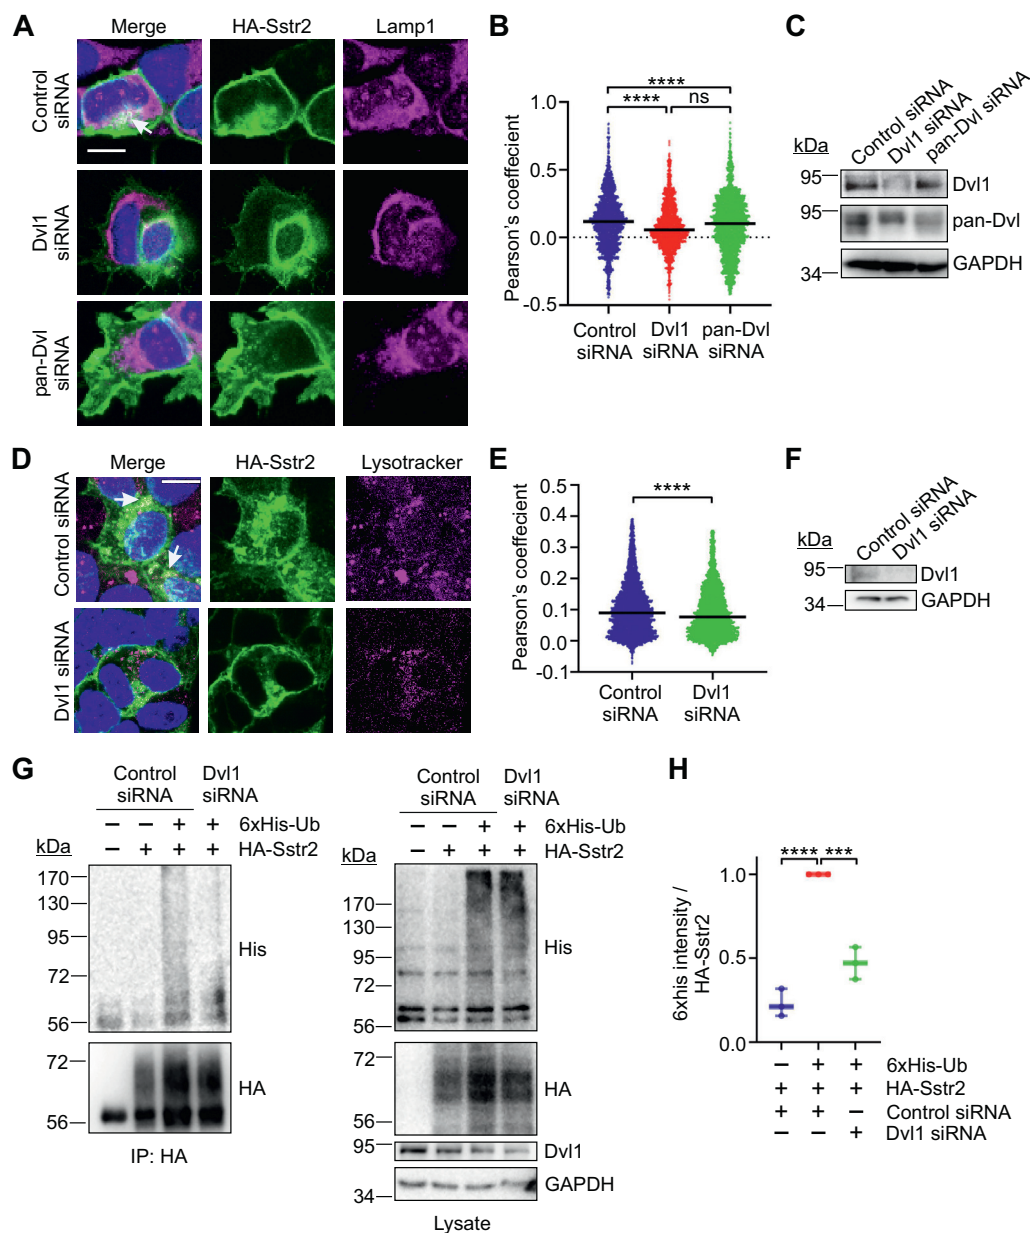 A
Merge
HA-Sstr2
Lamp1
Control
siRNA
Dvl1
siRNA
pan-Dvl
siRNA
B
Pearson's coeffecient
1.0
0.5
0.0
-0.5
****
****
ns
Control
siRNA
Dvl1
siRNA
pan-Dvl
siRNA
C
Control siRNA
Dvl1 siRNA
pan-Dvl siRNA
kDa
95
Dvl1
95
pan-Dvl
34
GAPDH
D
Merge
HA-Sstr2
Lysotracker
Control siRNA
Dvl1 siRNA
E
Pearson's coeffecient
0.5
0.4
0.3
0.2
0.1
0.0
-0.1
****
Control
siRNA
Dvl1
siRNA
F
Control siRNA
Dvl1 siRNA
kDa
95
Dvl1
34
GAPDH
G
Control
siRNA
Dvl1
siRNA
– – + + 6xHis-Ub
– + + + HA-Sstr2
kDa
170
130
95
72
56
His
72
56
HA
IP: HA
Control
siRNA
Dvl1
siRNA
– – + + 6xHis-Ub
– + + + HA-Sstr2
kDa
170
130
95
72
56
His
72
56
HA
95
Dvl1
34
GAPDH
Lysate
H
6xhis intensity /
HA-Sstr2
**** ***
1.0
0.5
0.0
– + + 6xHis-Ub
+ + + HA-Sstr2
+ + – Control siRNA
– – + Dvl1 siRNA